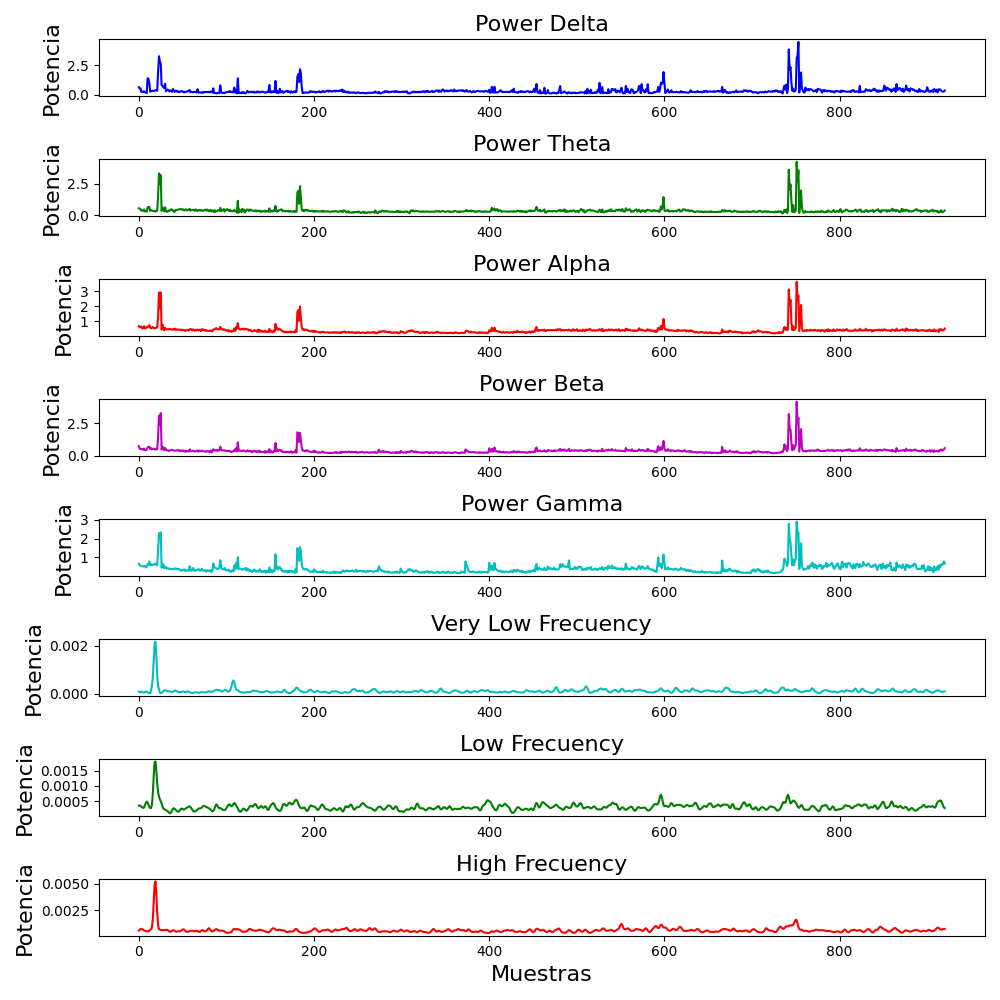 Power Delta
Potencia
2.5
0.0
0 200 400 600 800
Power Theta
Potencia
2.5
0.0
0 200 400 600 800
Power Alpha
Potencia
3
2
1
0 200 400 600 800
Power Beta
Potencia
2.5
0.0
0 200 400 600 800
Power Gamma
Potencia
3
2
1
0 200 400 600 800
Very Low Frecuency
Potencia
0.002
0.000
0 200 400 600 800
Low Frecuency
Potencia
0.0015
0.0010
0.0005
0 200 400 600 800
High Frecuency
Potencia
0.0050
0.0025
0 200 400 600 800
Muestras